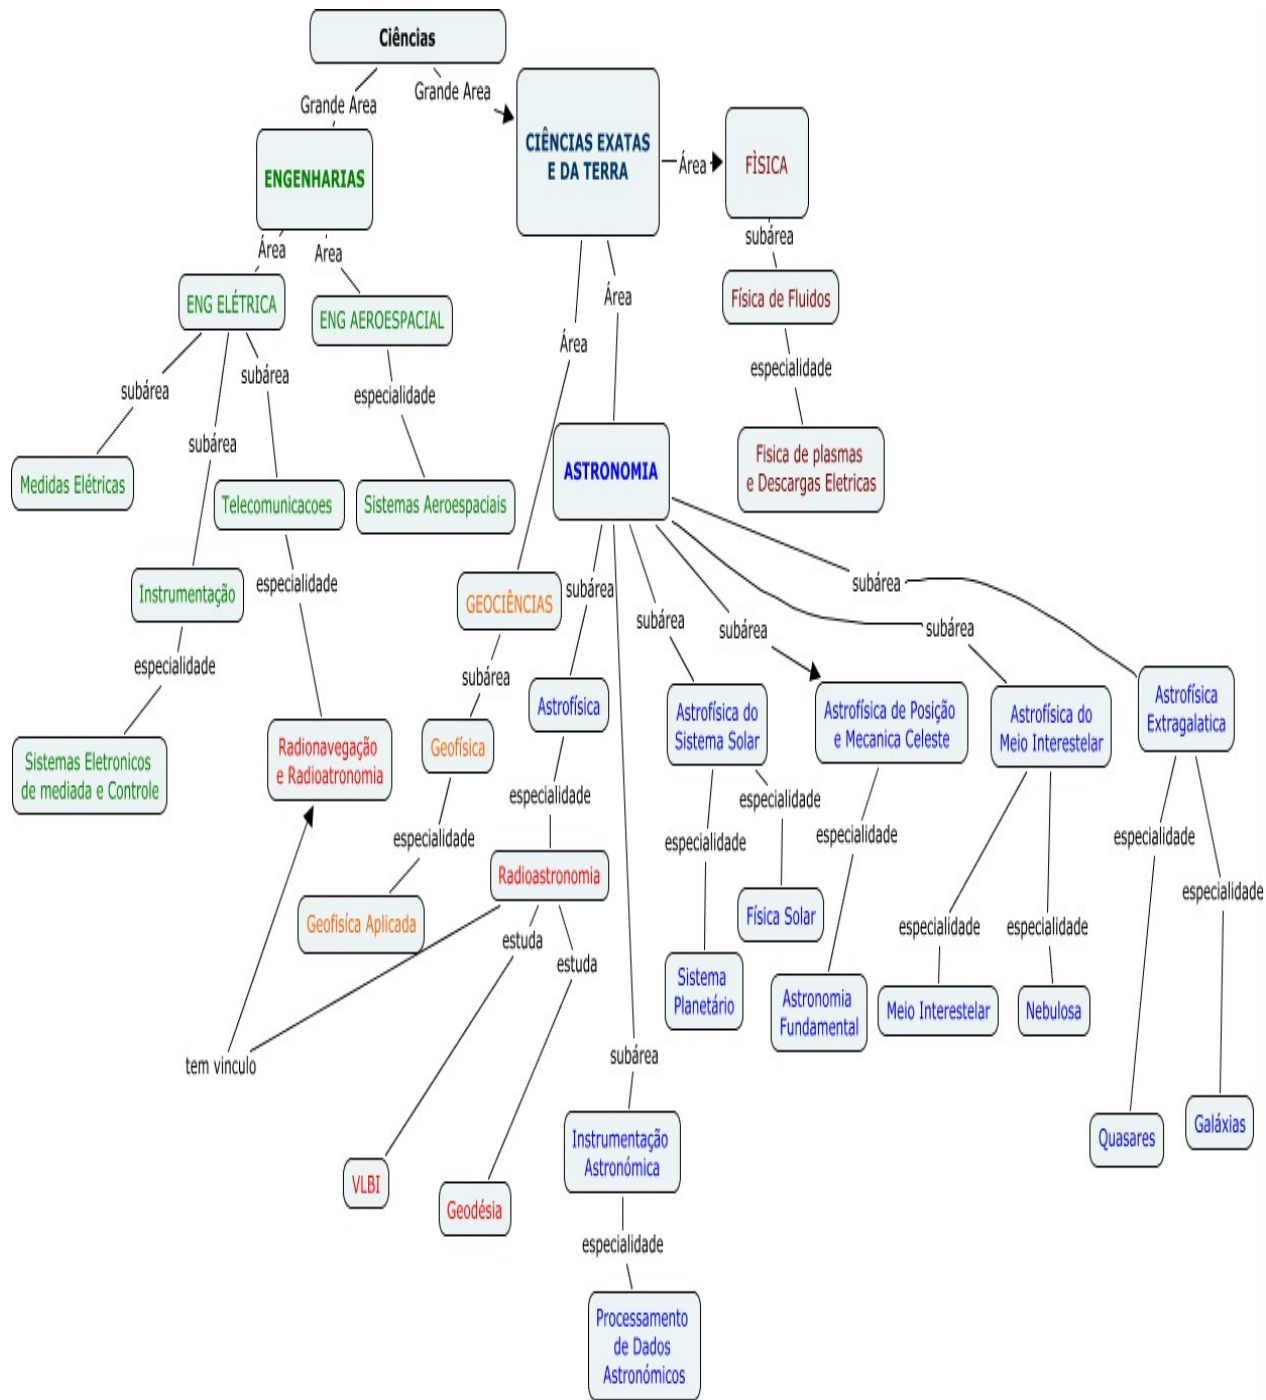 Ciências
Grande Area
Grande Area
CIÊNCIAS EXATAS
E DA TERRA
Área
FÌSICA
ENGENHARIAS
subárea
Área
Area
Física de Fluidos
ENG ELÉTRICA
ENG AEROESPACIAL
Área
Área
especialidade
subárea
subárea
especialidade
subárea
Medidas Elétricas
Telecomunicacoes
Sistemas Aeroespaciais
ASTRONOMIA
Fisica de plasmas
e Descargas Eletricas
Instrumentação
especialidade
GEOCIÊNCIAS
subárea
subárea
subárea
subárea
subárea
especialidade
subárea
Astrofísica
Astrofísica do
Sistema Solar
Astrofísica de Posição
e Mecanica Celeste
Astrofísica do
Meio Interestelar
Astrofísica
Extragalatica
Sistemas Eletronicos
de mediada e Controle
Radionavegação
e Radioatronomia
Geofísica
especialidade
especialidade
especialidade
especialidade
especialidade
especialidade
especialidade
Radioastronomia
Geofisíca Aplicada
Física Solar
especialidade
estuda
estuda
especialidade
especialidade
Sistema
Planetário
Astronomia
Fundamental
Meio Interestelar
Nebulosa
tem vinculo
subárea
Quasares
Galáxias
Instrumentação
Astronómica
VLBI
Geodésia
especialidade
Processamento
de Dados
Astronómicos